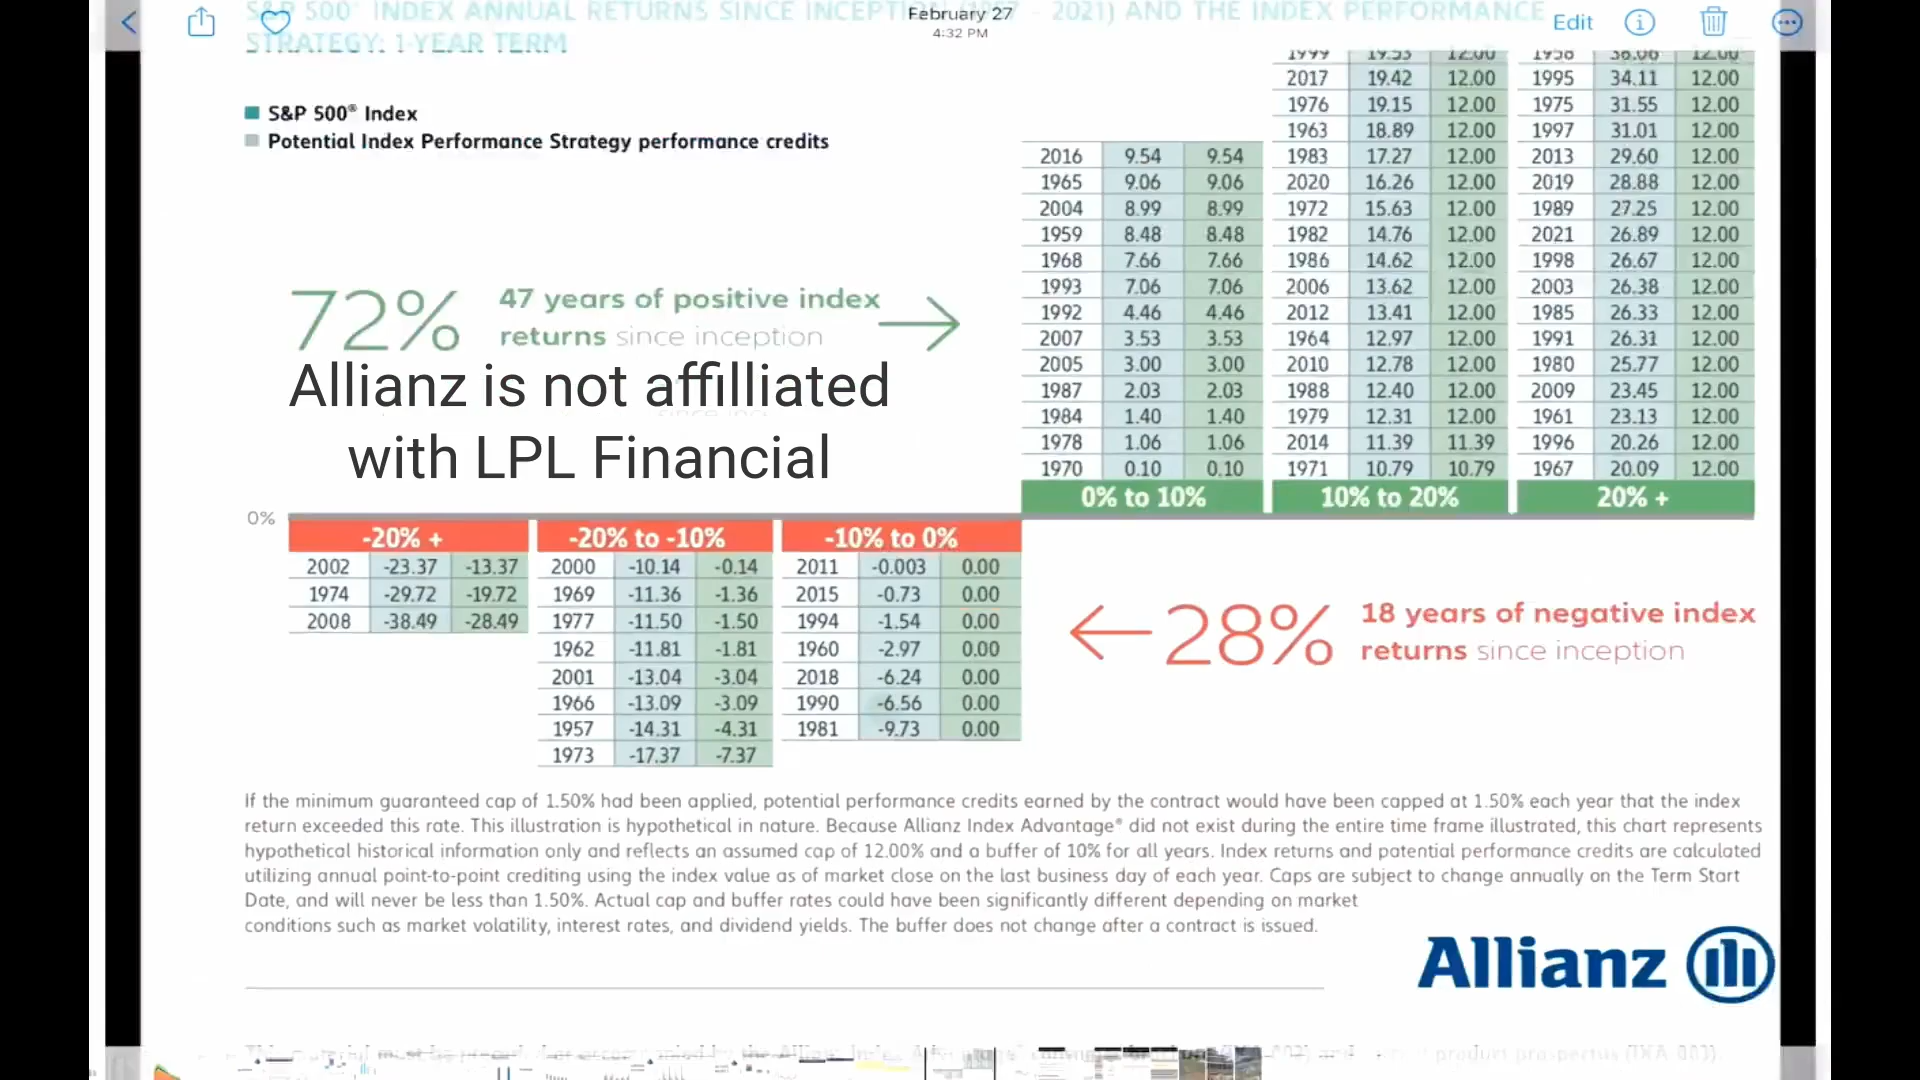 February 27
4:32 PM
Edit
S&P 500® INDEX ANNUAL RETURNS SINCE 2021) AND THE INDEX PERFORMANCE
STRATEGY: 1-YEAR TERM
S&P 500® Index
Potential Index Performance Strategy performance credits
72%
47 years of positive index
returns since inception
Allianz is not affilliated
with LPL Financial
2016 9.54 9.54
1965 9.06 9.06
2004 8.99 8.99
1959 8.48 8.48
1968 7.66 7.66
1993 7.06 7.06
1992 4.46 4.46
2007 3.53 3.53
2005 3.00 3.00
1987 2.03 2.03
1984 1.40 1.40
1978 1.06 1.06
1970 0.10 0.10
0% to 10%
1999 19.53 12.00
2017 19.42 12.00
1976 19.15 12.00
1963 18.89 12.00
1983 17.27 12.00
2020 16.26 12.00
1972 15.63 12.00
1982 14.76 12.00
1986 14.62 12.00
2006 13.62 12.00
2012 13.41 12.00
1964 12.97 12.00
2010 12.78 12.00
1988 12.40 12.00
1979 12.31 12.00
2014 11.39 11.39
1971 10.79 10.79
10% to 20%
1958 38.06 12.00
1995 34.11 12.00
1975 31.55 12.00
1997 31.01 12.00
2013 29.60 12.00
2019 28.88 12.00
1989 27.25 12.00
2021 26.89 12.00
1998 26.67 12.00
2003 26.38 12.00
1985 26.33 12.00
1991 26.31 12.00
1980 25.77 12.00
2009 23.45 12.00
1961 23.13 12.00
1996 20.26 12.00
1967 20.09 12.00
20% +
0%
-20% +
2002 -23.37 -13.37
1974 -29.72 -19.72
2008 -38.49 -28.49
-20% to -10%
2000 -10.14 -0.14
1969 -11.36 -1.36
1977 -11.50 -1.50
1962 -11.81 -1.81
2001 -13.04 -3.04
1966 -13.09 -3.09
1957 -14.31 -4.31
1973 -17.37 -7.37
-10% to 0%
2011 -0.003 0.00
2015 -0.73 0.00
1994 -1.54 0.00
1960 -2.97 0.00
2018 -6.24 0.00
1990 -6.56 0.00
1981 -9.73 0.00
28%
18 years of negative index
returns since inception
If the minimum guaranteed cap of 1.50% had been applied, potential performance credits earned by the contract would have been capped at 1.50% each year that the index
return exceeded this rate. This illustration is hypothetical in nature. Because Allianz Index Advantage® did not exist during the entire time frame illustrated, this chart represents
hypothetical historical information only and reflects an assumed cap of 12.00% and a buffer of 10% for all years. Index returns and potential performance credits are calculated
utilizing annual point-to-point crediting using the index value as of market close on the last business day of each year. Caps are subject to change annually on the Term Start
Date, and will never be less than 1.50%. Actual cap and buffer rates could have been significantly different depending on market
conditions such as market volatility, interest rates, and dividend yields. The buffer does not change after a contract is issued.
Allianz